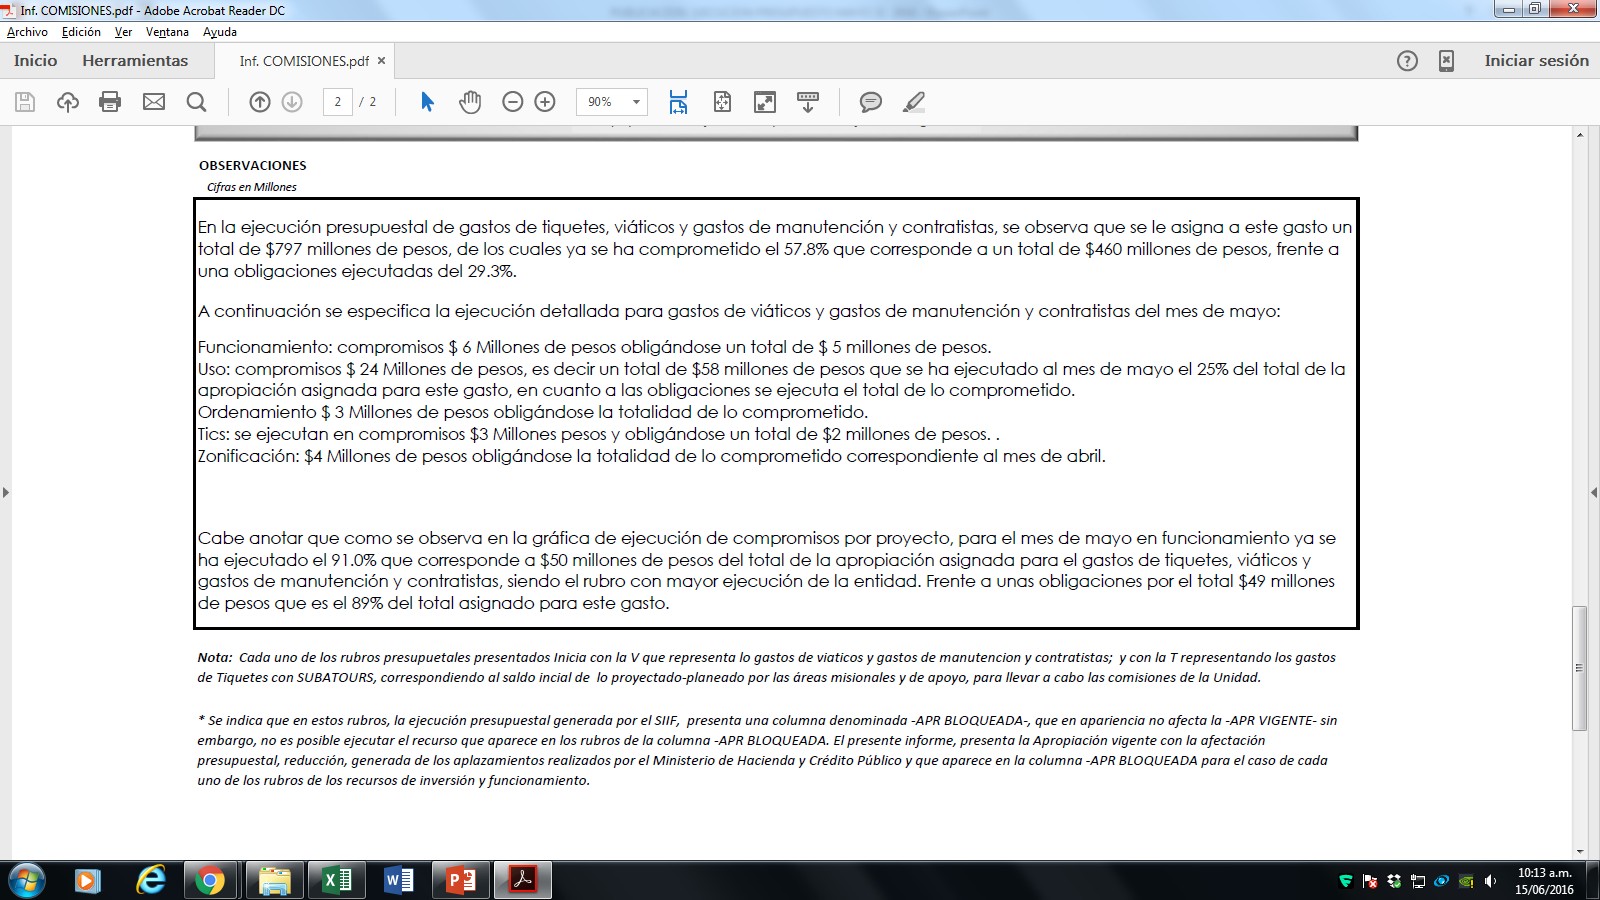 Inf. COMISIONES.pdf - Adobe Acrobat Reader DC
Archivo Edición Ver Ventana Ayuda
Inicio Herramientas Inf. COMISIONES.pdf × Iniciar sesión
2 / 2 90%
OBSERVACIONES
Cifras en Millones
En la ejecución presupuestal de gastos de tiquetes, viáticos y gastos de manutención y contratistas, se observa que se le asigna a este gasto un
total de $797 millones de pesos, de los cuales ya se ha comprometido el 57.8% que corresponde a un total de $460 millones de pesos, frente a
una obligaciones ejecutadas del 29.3%.
A continuación se especifica la ejecución detallada para gastos de viáticos y gastos de manutención y contratistas del mes de mayo:
Funcionamiento: compromisos $ 6 Millones de pesos obligándose un total de $ 5 millones de pesos.
Uso: compromisos $ 24 Millones de pesos, es decir un total de $58 millones de pesos que se ha ejecutado al mes de mayo el 25% del total de la
apropiación asignada para este gasto, en cuanto a las obligaciones se ejecuta el total de lo comprometido.
Ordenamiento $ 3 Millones de pesos obligándose la totalidad de lo comprometido.
Tics: se ejecutan en compromisos $3 Millones pesos y obligándose un total de $2 millones de pesos. .
Zonificación: $4 Millones de pesos obligándose la totalidad de lo comprometido correspondiente al mes de abril.
Cabe anotar que como se observa en la gráfica de ejecución de compromisos por proyecto, para el mes de mayo en funcionamiento ya se
ha ejecutado el 91.0% que corresponde a $50 millones de pesos del total de la apropiación asignada para el gastos de tiquetes, viáticos y
gastos de manutención y contratistas, siendo el rubro con mayor ejecución de la entidad. Frente a unas obligaciones por el total $49 millones
de pesos que es el 89% del total asignado para este gasto.
Nota: Cada uno de los rubros presupuetales presentados Inicia con la V que representa lo gastos de viaticos y gastos de manutencion y contratistas; y con la T representando los gastos
de Tiquetes con SUBATOURS, correspondiendo al saldo incial de lo proyectado-planeado por las áreas misionales y de apoyo, para llevar a cabo las comisiones de la Unidad.
* Se indica que en estos rubros, la ejecución presupuestal generada por el SIIF, presenta una columna denominada -APR BLOQUEADA-, que en apariencia no afecta la -APR VIGENTE- sin
embargo, no es posible ejecutar el recurso que aparece en los rubros de la columna -APR BLOQUEADA. El presente informe, presenta la Apropiación vigente con la afectación
presupuestal, reducción, generada de los aplazamientos realizados por el Ministerio de Hacienda y Crédito Público y que aparece en la columna -APR BLOQUEADA para el caso de cada
uno de los rubros de los recursos de inversión y funcionamiento.
10:13 a.m.
15/06/2016